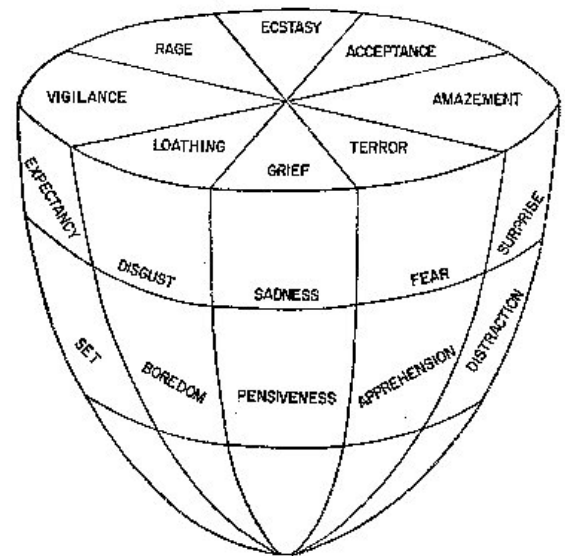 ECSTASY
RAGE
ACCEPTANCE
VIGILANCE
AMAZEMENT
LOATHING
TERROR
GRIEF
EXPECTANCY
SURPRISE
DISGUST
FEAR
SADNESS
SET
DISTRACTION
BOREDOM
APPREHENSION
PENSIVENESS